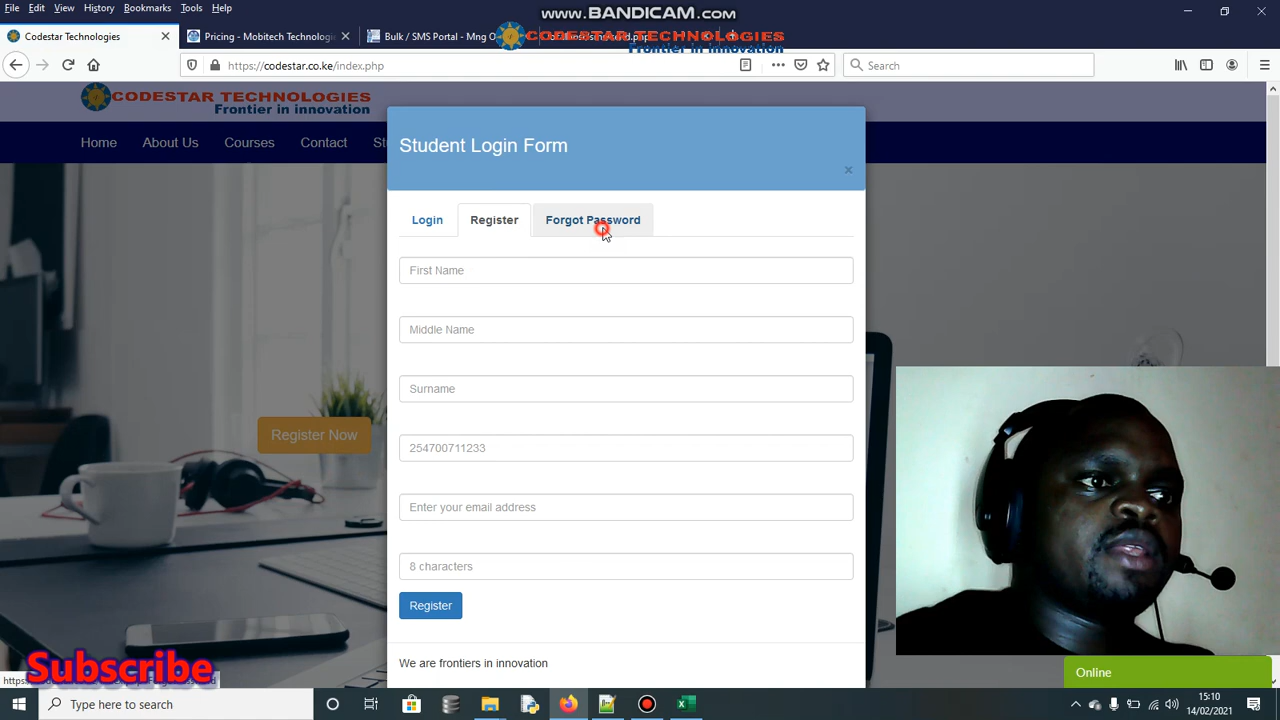 www.BANDICAM.com
File Edit View History Bookmarks Tools Help
Codestar Technologies
Pricing - Mobitech Technologi
Bulk / SMS Portal - Mng O
CODESTAR TECHNOLOGIES
Frontier in innovation
https://codestar.co.ke/index.php
Search
CODESTAR TECHNOLOGIES
Frontier in innovation
Home About Us Courses Contact St
Student Login Form
×
Login Register Forgot Password
First Name
Middle Name
Surname
Register Now
254700711233
Enter your email address
8 characters
Register
We are frontiers in innovation
Subscribe
Online
Type here to search
15:10
14/02/2021